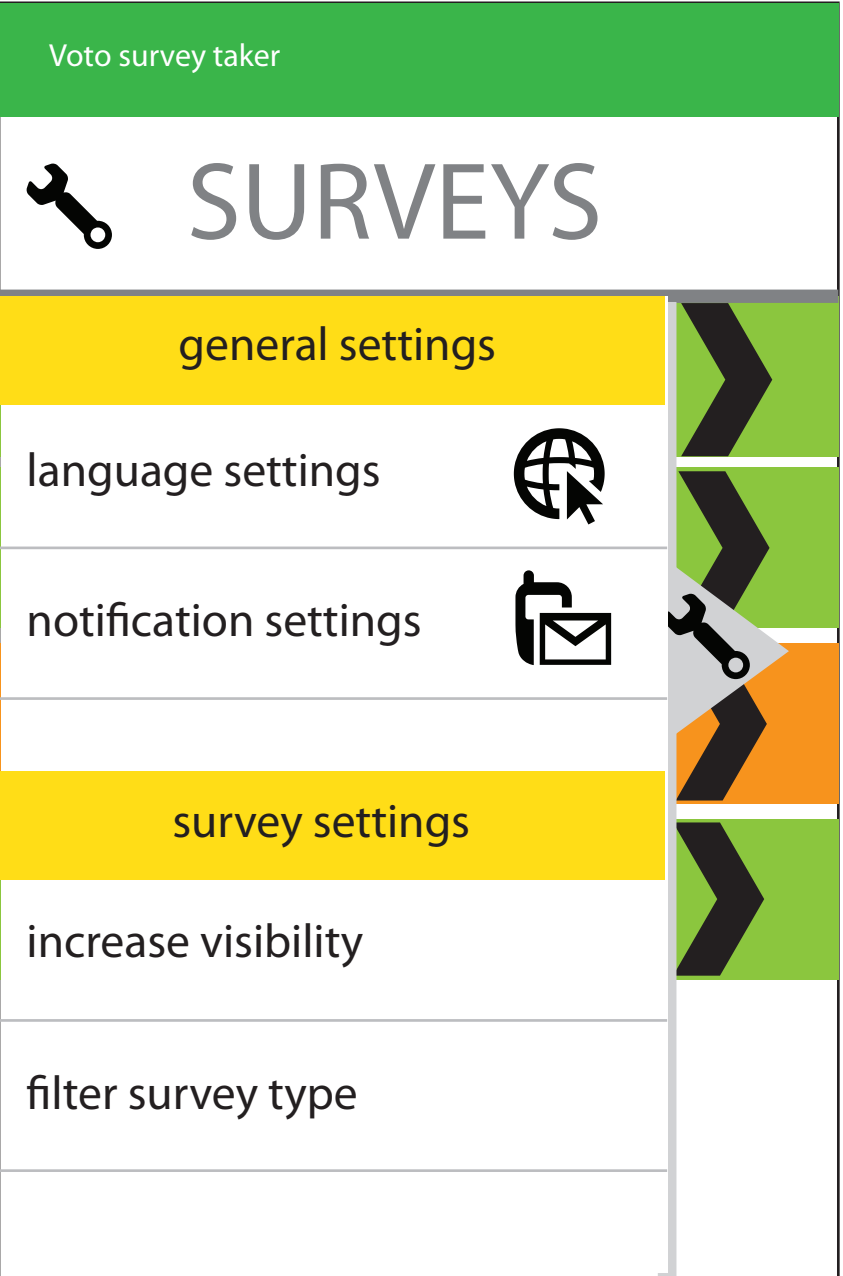 Voto survey taker
SURVEYS
general settings
language settings
notification settings
survey settings
increase visibility
filter survey type